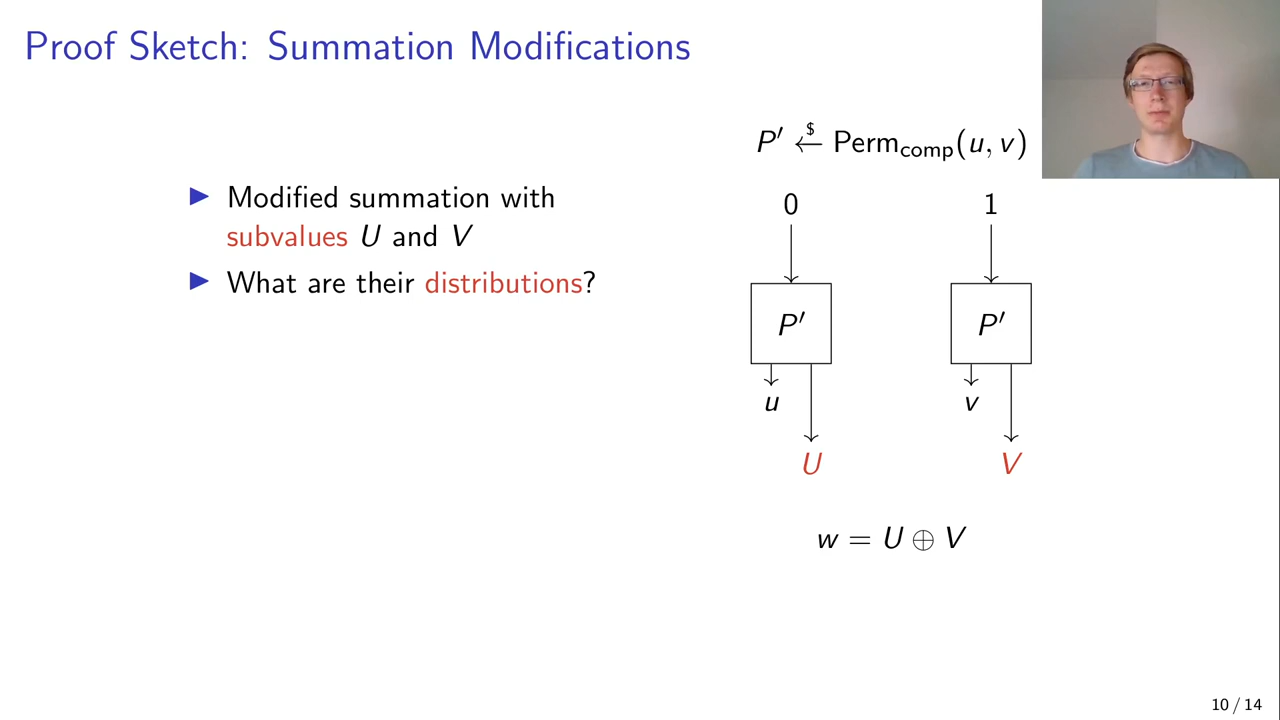 Proof Sketch: Summation Modifications
▶ Modified summation with
subvalues U and V
▶ What are their distributions?
P′ ←$ Perm_comp(u, v)
0 1
P′ P′
u v
U V
w = U ⊕ V
10 / 14